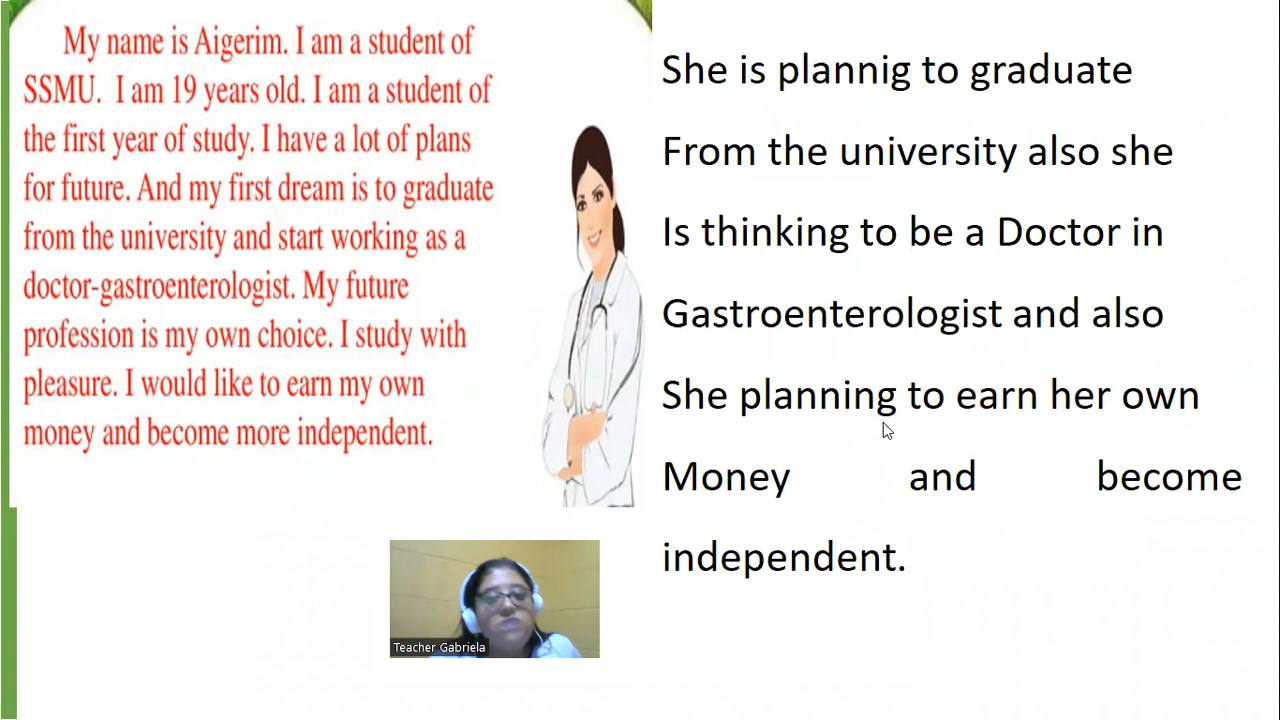 My name is Aigerim. I am a student of
SSMU. I am 19 years old. I am a student of
the first year of study. I have a lot of plans
for future. And my first dream is to graduate
from the university and start working as a
doctor-gastroenterologist. My future
profession is my own choice. I study with
pleasure. I would like to earn my own
money and become more independent.
She is plannig to graduate
From the university also she
Is thinking to be a Doctor in
Gastroenterologist and also
She planning to earn her own
Money and become
independent.
Teacher Gabriela